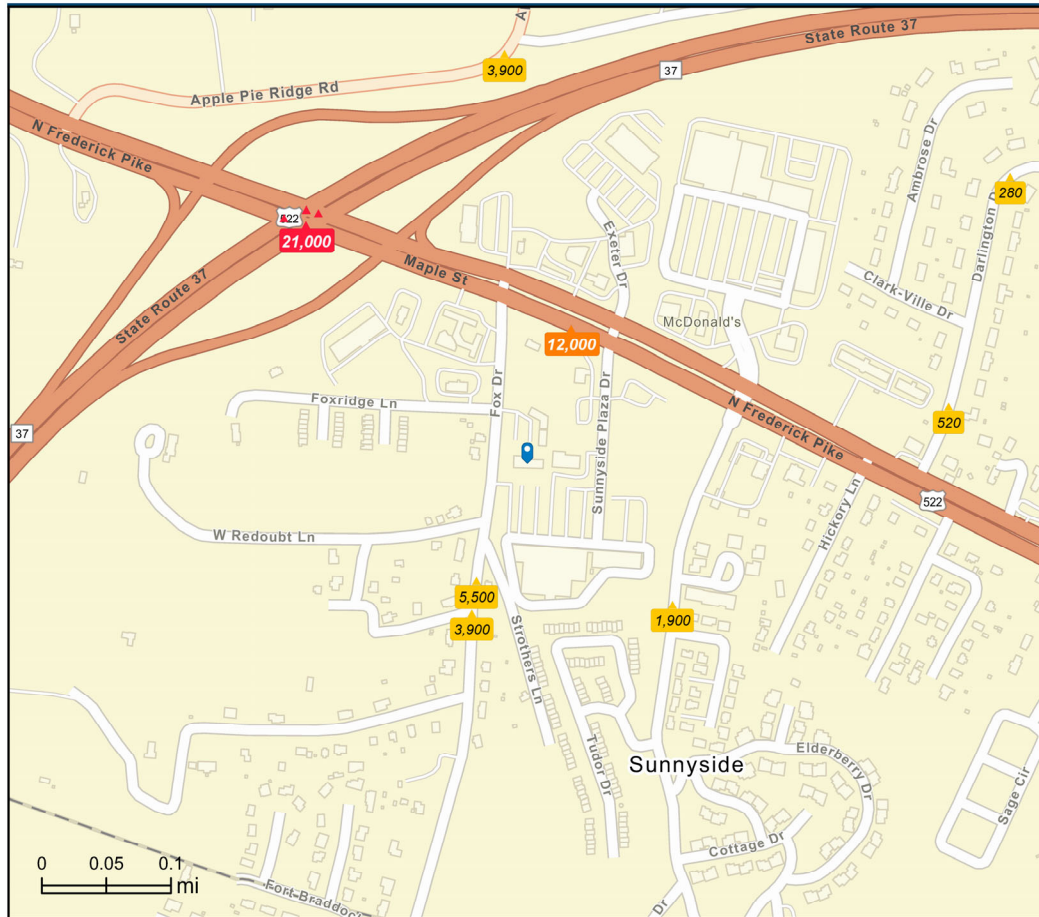 State Route 37
37
3,900
Apple Pie Ridge Rd
N Frederick Pike
Ambrose Dr
280
Darlington D
522
21,000
Exeter Dr
Maple St
Clark-Ville Dr
State Route 37
McDonald's
12,000
Fox Dr
Foxridge Ln
Sunnyside Plaza Dr
N Frederick Pike
520
37
522
Hickory Ln
W Redoubt Ln
5,500
3,900
1,900
Strothers Ln
Tudor Dr
Sunnyside
Elderberry Dr
Sage Cir
Cottage Dr
0 0.05 0.1
mi
Fort Braddock
Dr